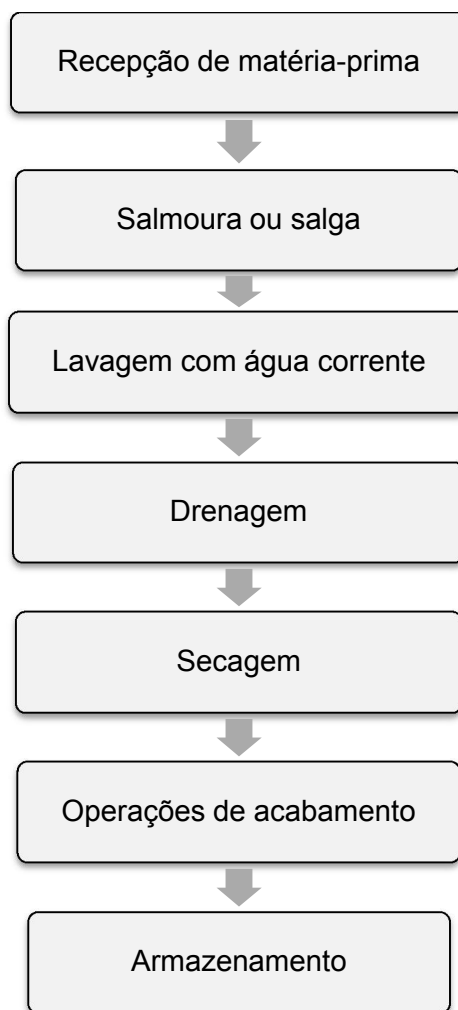 Recepção de matéria-prima
Salmoura ou salga
Lavagem com água corrente
Drenagem
Secagem
Operações de acabamento
Armazenamento